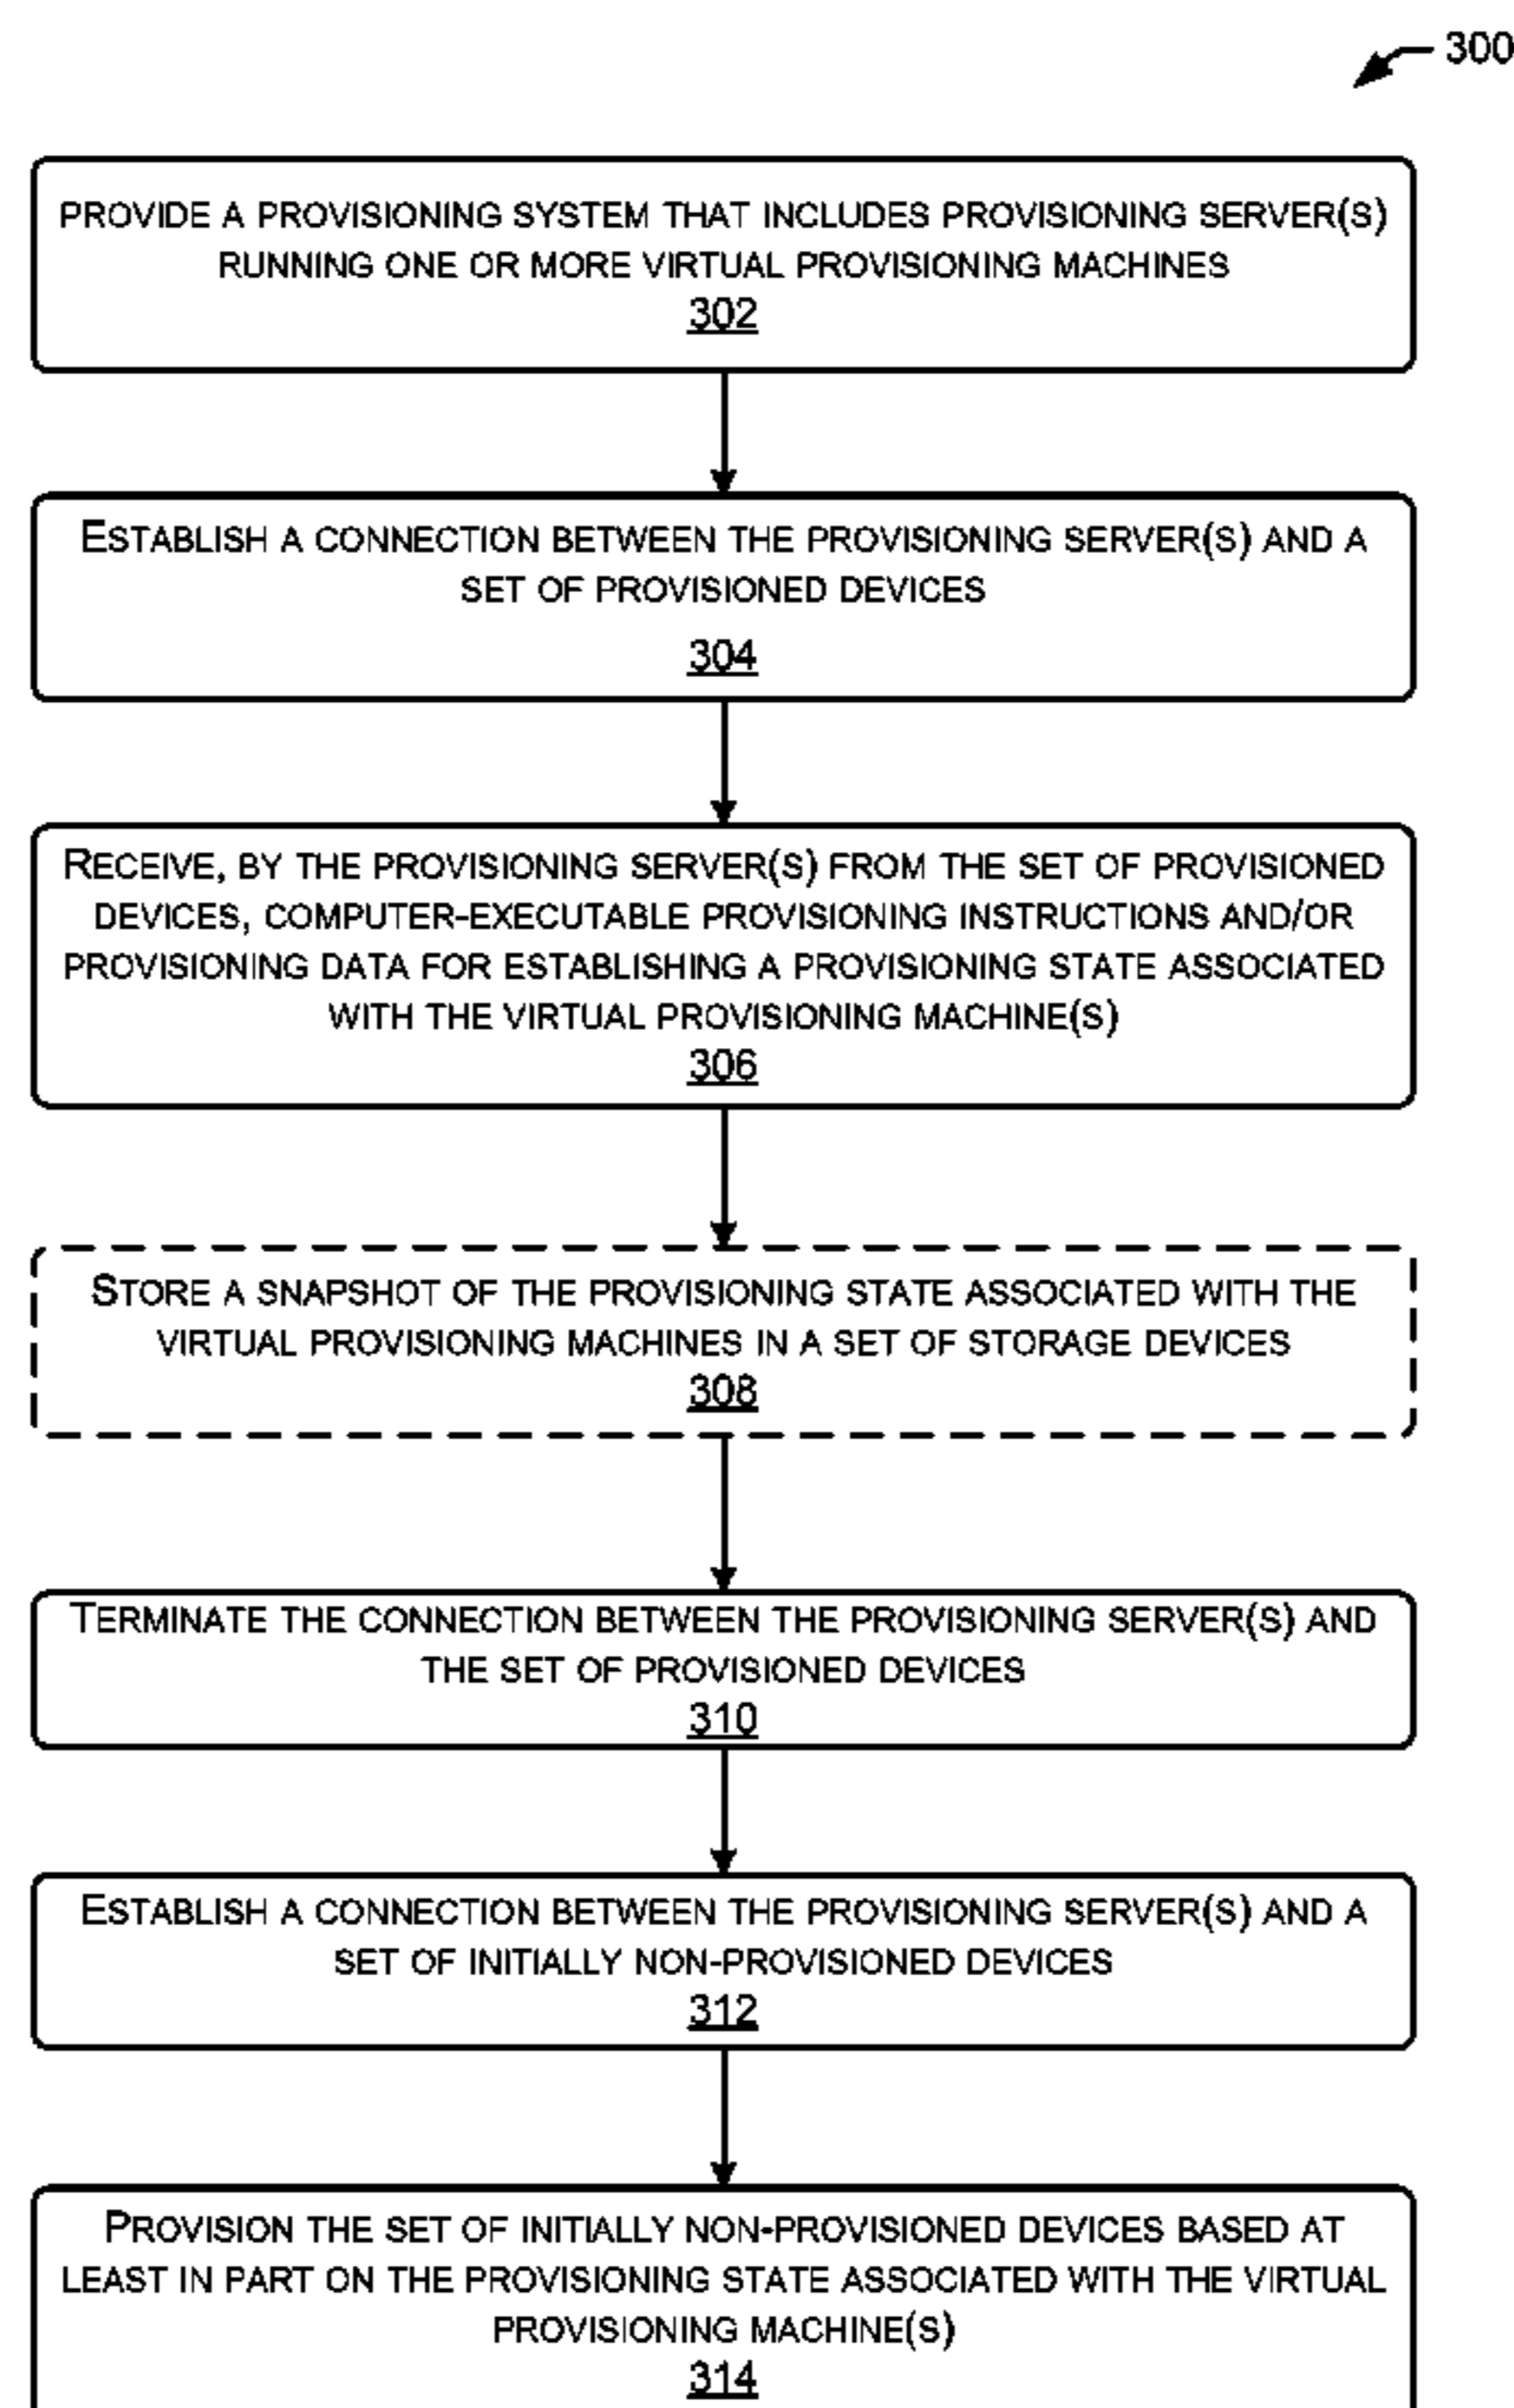 300
PROVIDE A PROVISIONING SYSTEM THAT INCLUDES PROVISIONING SERVER(S)
RUNNING ONE OR MORE VIRTUAL PROVISIONING MACHINES
302
ESTABLISH A CONNECTION BETWEEN THE PROVISIONING SERVER(S) AND A
SET OF PROVISIONED DEVICES
304
RECEIVE, BY THE PROVISIONING SERVER(S) FROM THE SET OF PROVISIONED
DEVICES, COMPUTER-EXECUTABLE PROVISIONING INSTRUCTIONS AND/OR
PROVISIONING DATA FOR ESTABLISHING A PROVISIONING STATE ASSOCIATED
WITH THE VIRTUAL PROVISIONING MACHINE(S)
306
STORE A SNAPSHOT OF THE PROVISIONING STATE ASSOCIATED WITH THE
VIRTUAL PROVISIONING MACHINES IN A SET OF STORAGE DEVICES
308
TERMINATE THE CONNECTION BETWEEN THE PROVISIONING SERVER(S) AND
THE SET OF PROVISIONED DEVICES
310
ESTABLISH A CONNECTION BETWEEN THE PROVISIONING SERVER(S) AND A
SET OF INITIALLY NON-PROVISIONED DEVICES
312
PROVISION THE SET OF INITIALLY NON-PROVISIONED DEVICES BASED AT
LEAST IN PART ON THE PROVISIONING STATE ASSOCIATED WITH THE VIRTUAL
PROVISIONING MACHINE(S)
314